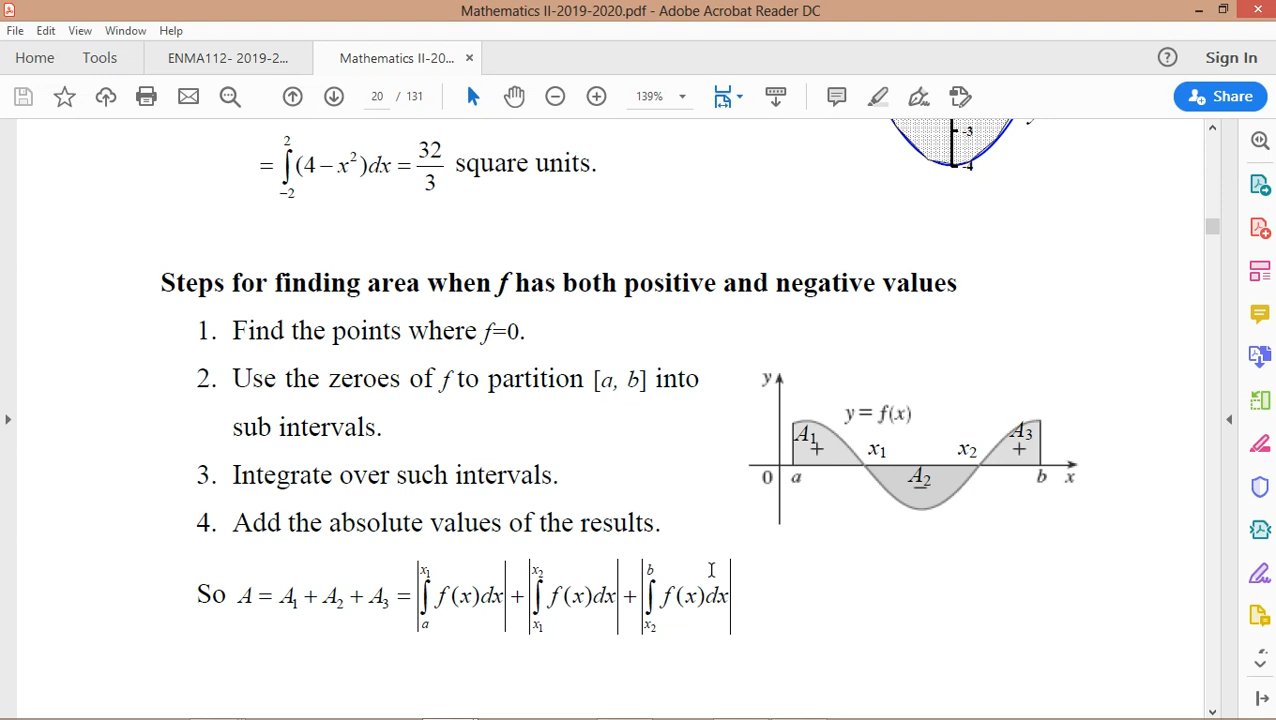 Mathematics II-2019-2020.pdf - Adobe Acrobat Reader DC
File Edit View Window Help
Home Tools ENMA112- 2019-2... Mathematics II-20... × Sign In
20 / 131 139% Share
= ∫₋₂² (4 − x²)dx = 32/3 square units.
-3
-4
Steps for finding area when f has both positive and negative values
1. Find the points where f=0.
2. Use the zeroes of f to partition [a, b] into
sub intervals.
3. Integrate over such intervals.
4. Add the absolute values of the results.
y
y = f(x)
A₁ + x₁ x₂ A₃ +
A₂ −
0 a b x
So A = A₁ + A₂ + A₃ = |∫ₐ^x₁ f(x)dx| + |∫_x₁^x₂ f(x)dx| + |∫_x₂^b f(x)dx|